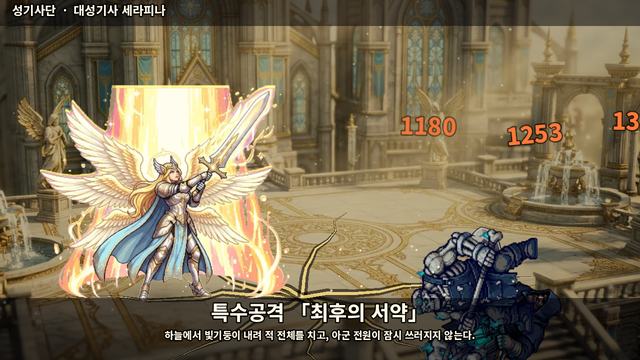 성기사단 · 대성기사 세라피나
1180
1253
13
특수공격 「최후의 서약」
하늘에서 빛기둥이 내려 적 전체를 치고, 아군 전원이 잠시 쓰러지지 않는다.